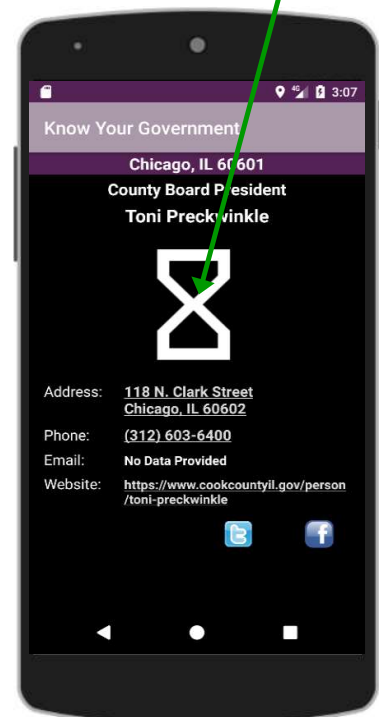 4G 3:07
Know Your Government
Chicago, IL 60601
County Board President
Toni Preckwinkle
Address: 118 N. Clark Street
Chicago, IL 60602
Phone: (312) 603-6400
Email: No Data Provided
Website: https://www.cookcountyil.gov/person
/toni-preckwinkle